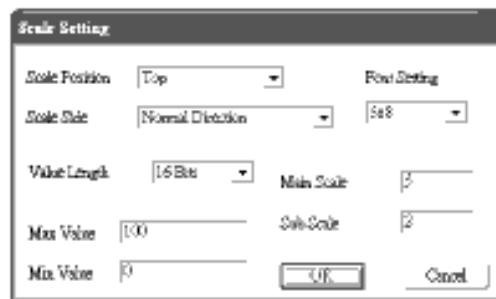 Scale Setting
Scale Position Top Font Setting
Scale Side Normal Direction 5x8
Value Length 16 Bits
Main Scale 5
Max Value 100 Sub Scale 2
Min Value 0 OK Cancel